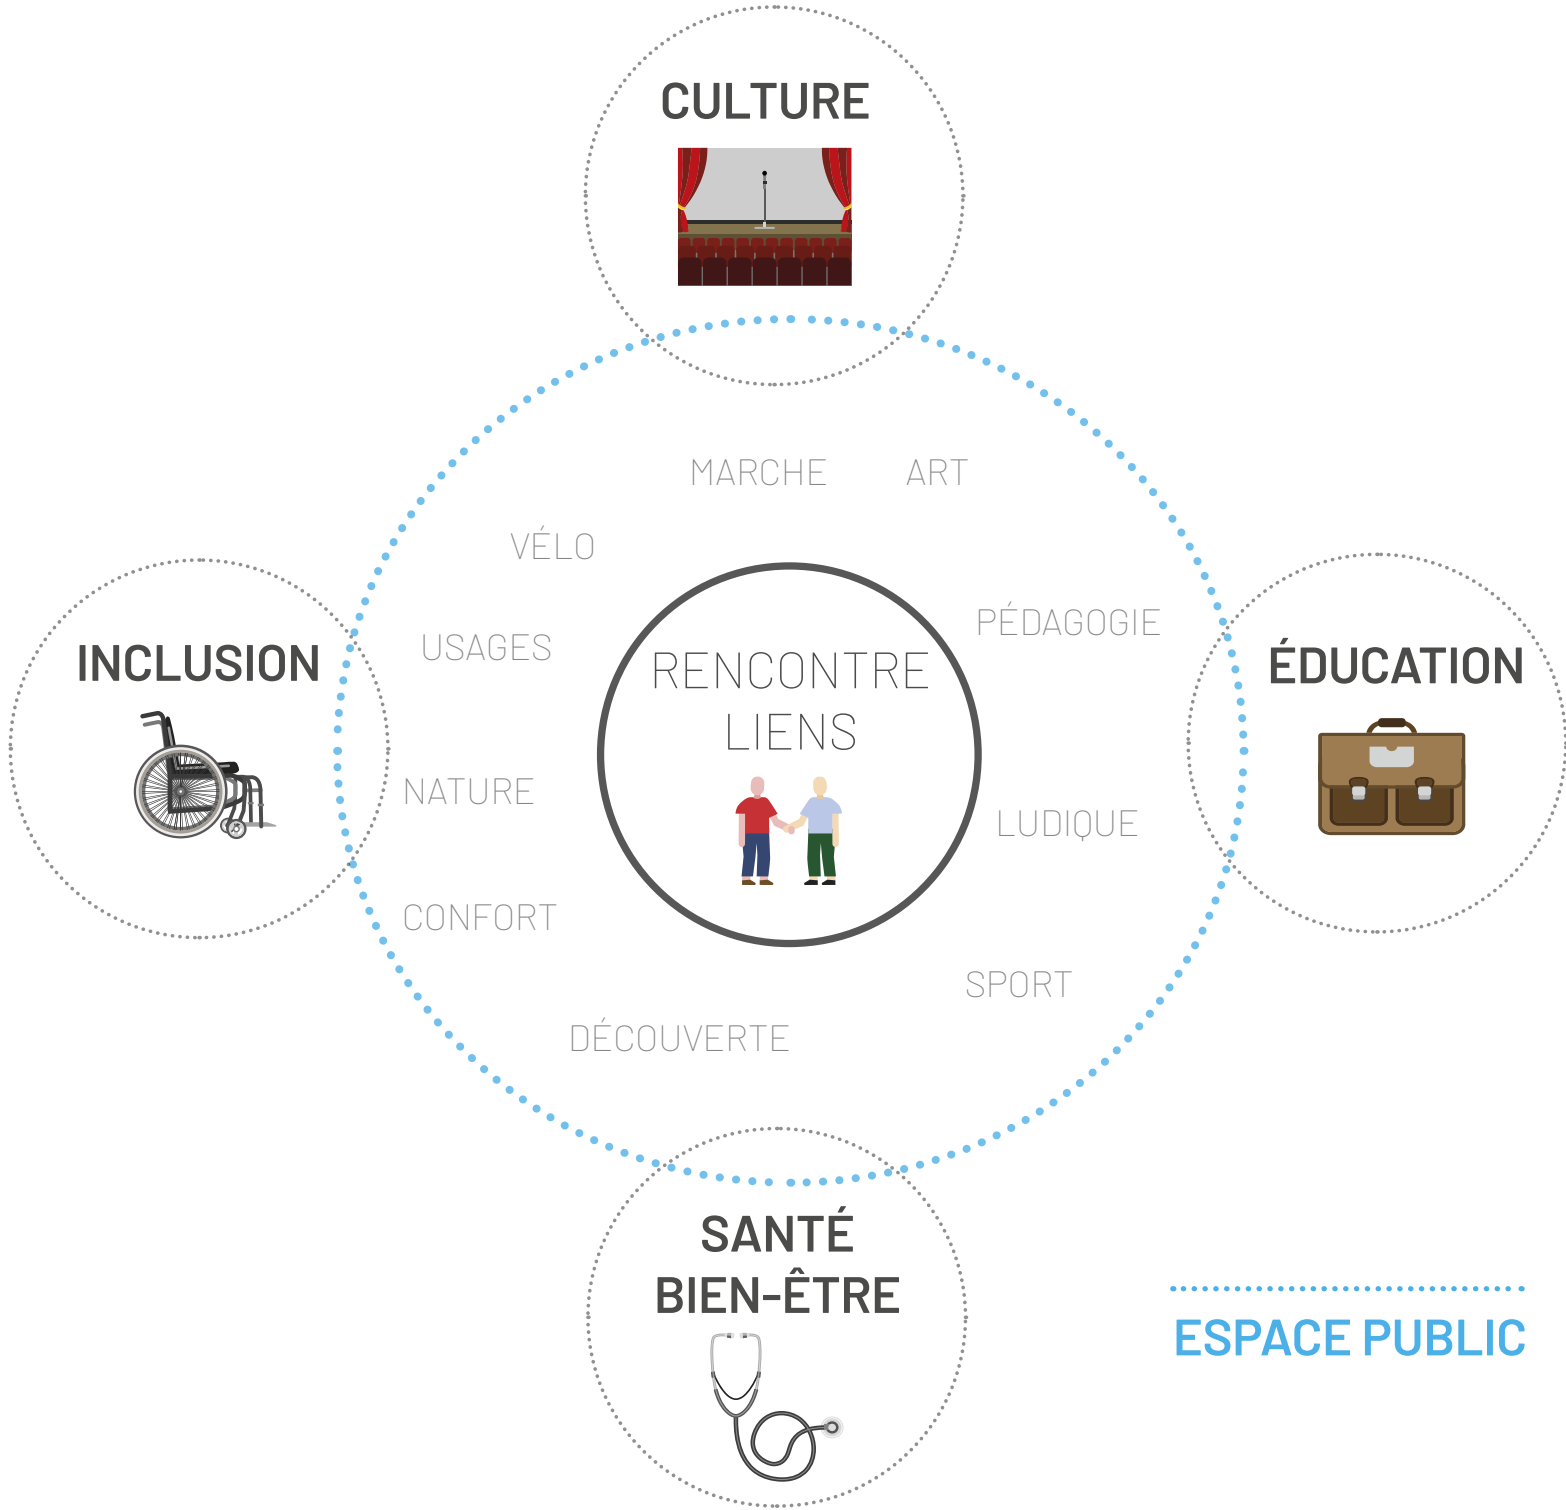 CULTURE
MARCHE
ART
VÉLO
PÉDAGOGIE
USAGES
INCLUSION
RENCONTRE
LIENS
ÉDUCATION
NATURE
LUDIQUE
CONFORT
SPORT
DÉCOUVERTE
SANTÉ
BIEN-ÊTRE
ESPACE PUBLIC